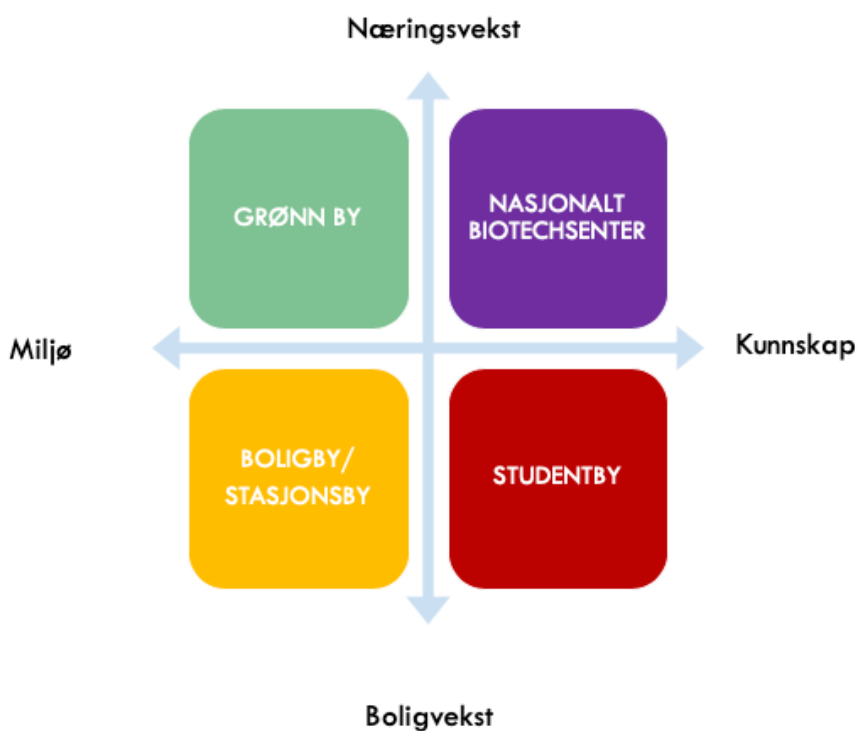 Næringsvekst
GRØNN BY
NASJONALT
BIOTECHSENTER
Miljø
Kunnskap
BOLIGBY/
STASJONSBY
STUDENTBY
Boligvekst